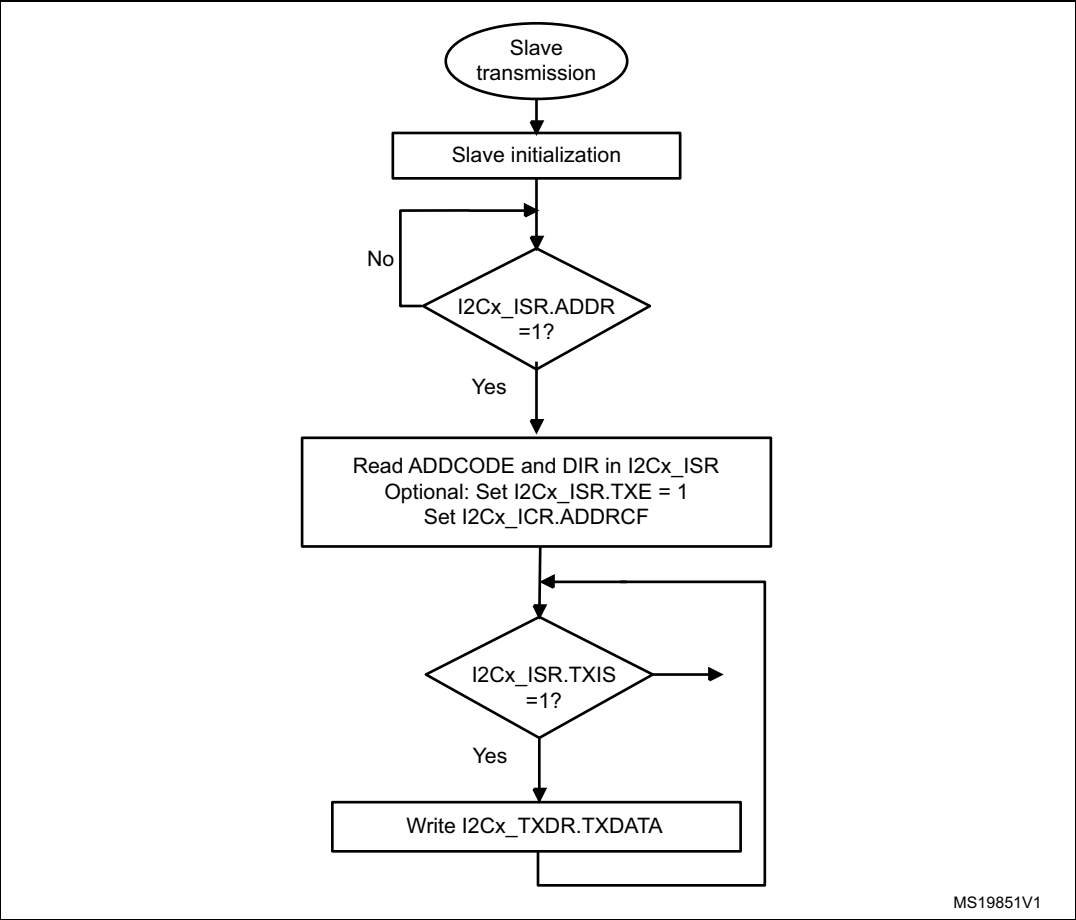 Slave
transmission
Slave initialization
No
I2Cx_ISR.ADDR
=1?
Yes
Read ADDCODE and DIR in I2Cx_ISR
Optional: Set I2Cx_ISR.TXE = 1
Set I2Cx_ICR.ADDRCF
I2Cx_ISR.TXIS
=1?
Yes
Write I2Cx_TXDR.TXDATA
MS19851V1